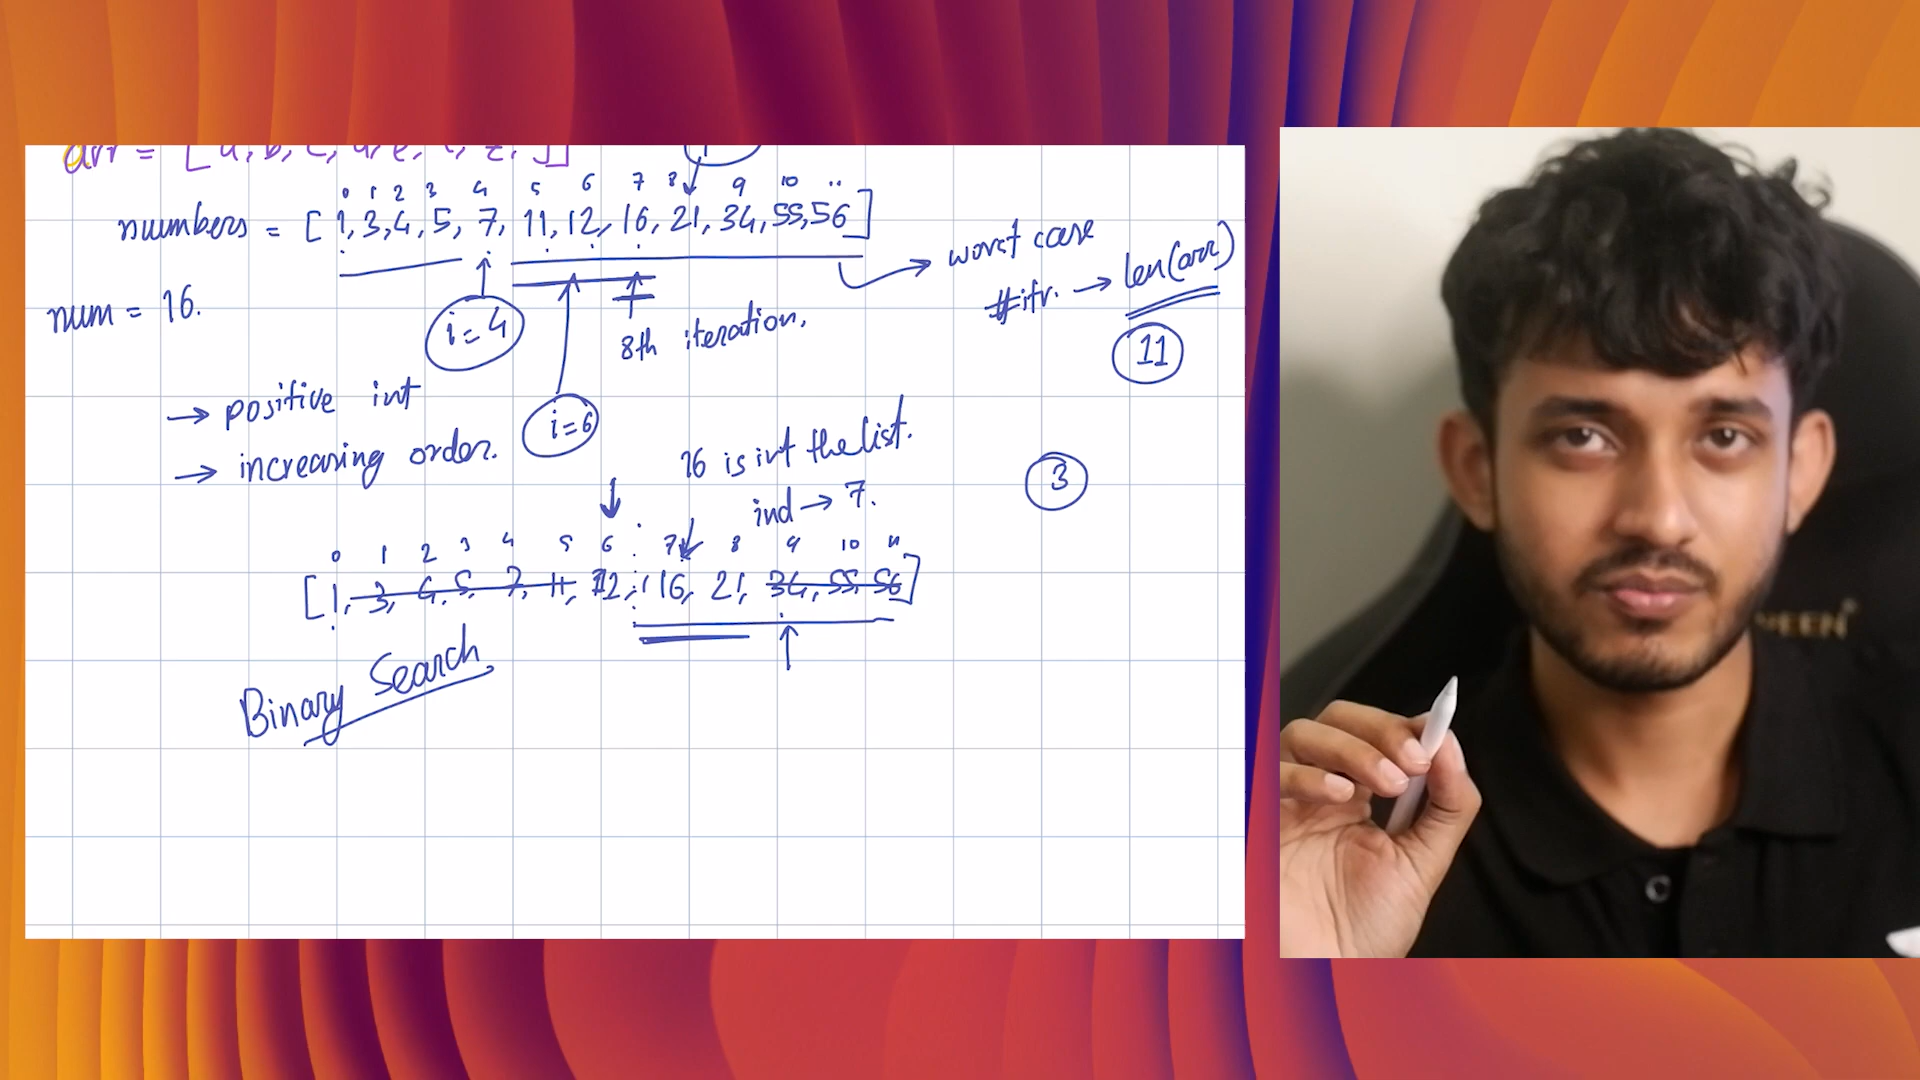 arr = [a, b, c, d, e,
0 1 2 3 4 5 6 7 8 9 10 ..
numbers = [1, 3, 4, 5, 7, 11, 12, 16, 21, 34, 55, 56]
worst case
#itr. → len(arr)
11
num = 16.
i = 4
8th iteration.
→ positive int
i = 6
→ increasing order.
16 is int the list.
ind → 7.
3
0 1 2 3 4 5 6 7 8 9 10 11
[1, 3, 4, 5, 7, 11, 12, 16, 21, 34, 55, 56]
Binary Search